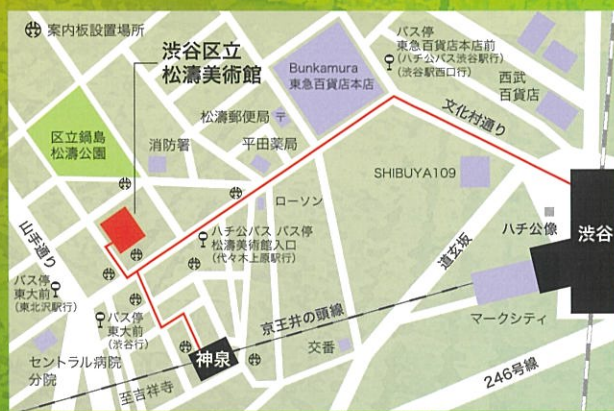 案内板設置場所
渋谷区立
松濤美術館
バス停
東急百貨店本店前
(ハチ公バス渋谷駅行)
(渋谷駅西口行)
Bunkamura
東急百貨店本店
西武
百貨店
文化村通り
松濤郵便局 〒
区立鍋島
松濤公園
消防署
平田薬局
SHIBUYA109
ローソン
ハチ公像
渋谷
山手通り
ハチ公バス バス停
松濤美術館入口
(代々木上原駅行)
道玄坂
バス停
東大前
(東北沢駅行)
バス停
東大前
(渋谷行)
京王井の頭線
マークシティ
神泉
交番
セントラル病院
分院
至吉祥寺
246号線